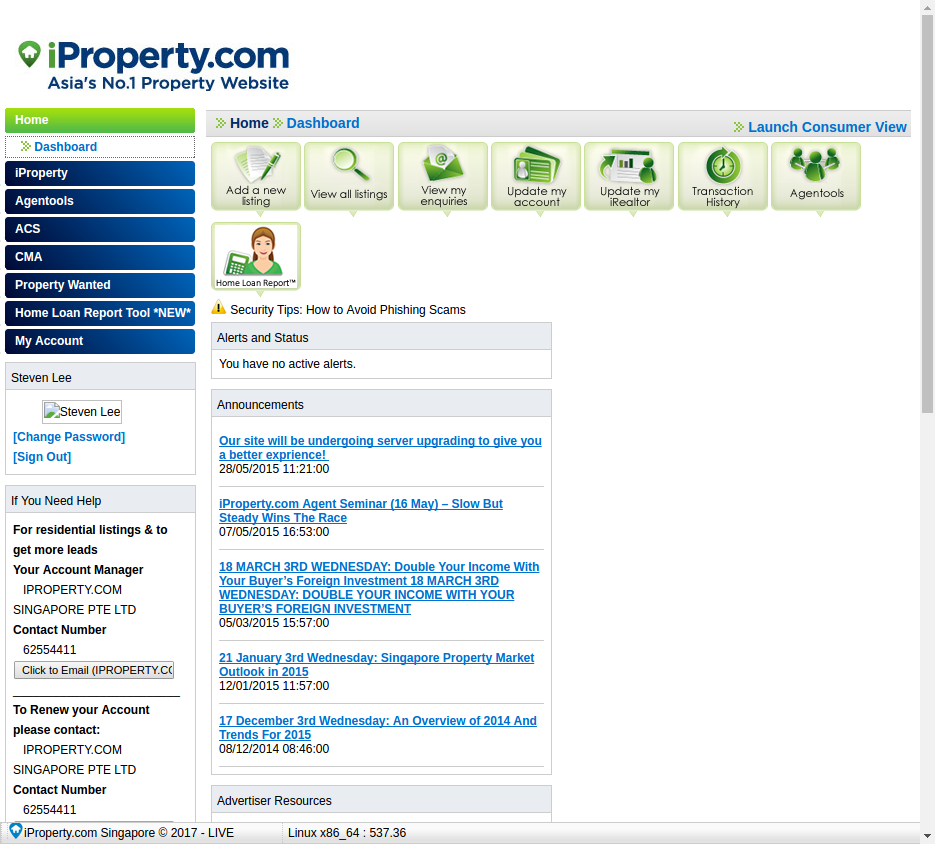 iProperty.com
Asia's No.1 Property Website
Home
Dashboard
iProperty
Agentools
ACS
CMA
Property Wanted
Home Loan Report Tool *NEW*
My Account
Steven Lee
Steven Lee
[Change Password]
[Sign Out]
If You Need Help
For residential listings & to
get more leads
Your Account Manager
IPROPERTY.COM
SINGAPORE PTE LTD
Contact Number
62554411
Click to Email (IPROPERTY.CO
To Renew your Account
please contact:
IPROPERTY.COM
SINGAPORE PTE LTD
Contact Number
62554411
Home Dashboard
Launch Consumer View
Add a new
listing
View all listings
View my
enquiries
Update my
account
Update my
iRealtor
Transaction
History
Agentools
Home Loan Report™
Security Tips: How to Avoid Phishing Scams
Alerts and Status
You have no active alerts.
Announcements
Our site will be undergoing server upgrading to give you
a better exprience!
28/05/2015 11:21:00
iProperty.com Agent Seminar (16 May) – Slow But
Steady Wins The Race
07/05/2015 16:53:00
18 MARCH 3RD WEDNESDAY: Double Your Income With
Your Buyer’s Foreign Investment 18 MARCH 3RD
WEDNESDAY: DOUBLE YOUR INCOME WITH YOUR
BUYER’S FOREIGN INVESTMENT
05/03/2015 15:57:00
21 January 3rd Wednesday: Singapore Property Market
Outlook in 2015
12/01/2015 11:57:00
17 December 3rd Wednesday: An Overview of 2014 And
Trends For 2015
08/12/2014 08:46:00
Advertiser Resources
iProperty.com Singapore © 2017 - LIVE
Linux x86_64 : 537.36